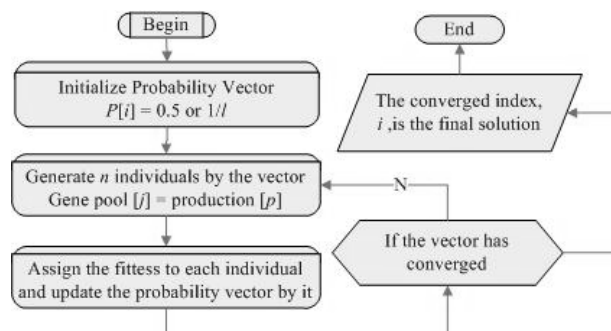 Begin
Initialize Probability Vector
P[i] = 0.5 or 1/l
Generate n individuals by the vector
Gene pool [j] = production [p]
Assign the fittess to each individual
and update the probability vector by it
End
The converged index,
i ,is the final solution
N
If the vector has
converged